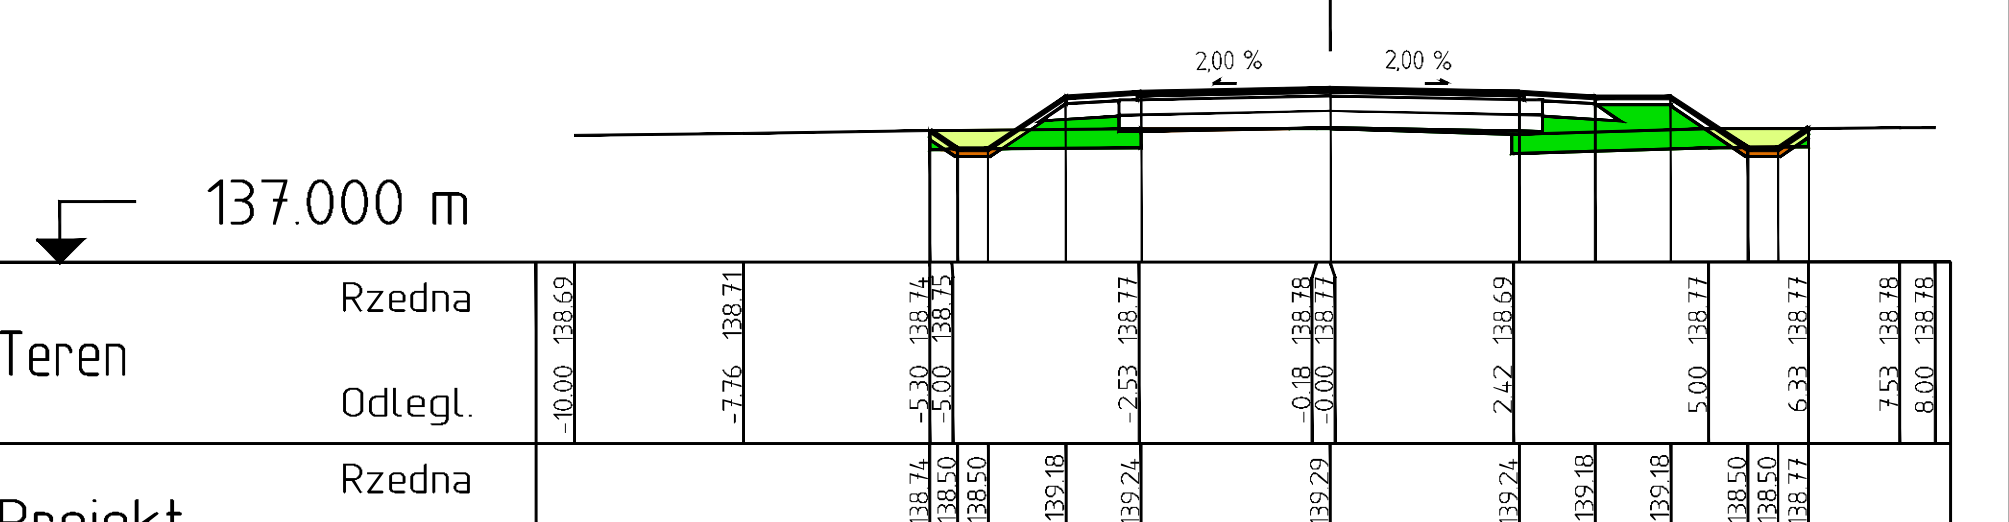 2,00 % 2,00 %
137.000 m
Rzedna 138.69 138.71 138.74 138.75 138.77 138.78 138.77 138.69 138.77 138.77 138.78 138.78
Teren
Odlegl. -10.00 -7.76 -5.30 -5.00 -2.53 -0.18 -0.00 2.42 5.00 6.33 7.53 8.00
Rzedna 138.74 138.50 138.50 139.18 139.24 139.29 139.24 139.18 139.18 138.50 138.50 138.77
Projekt